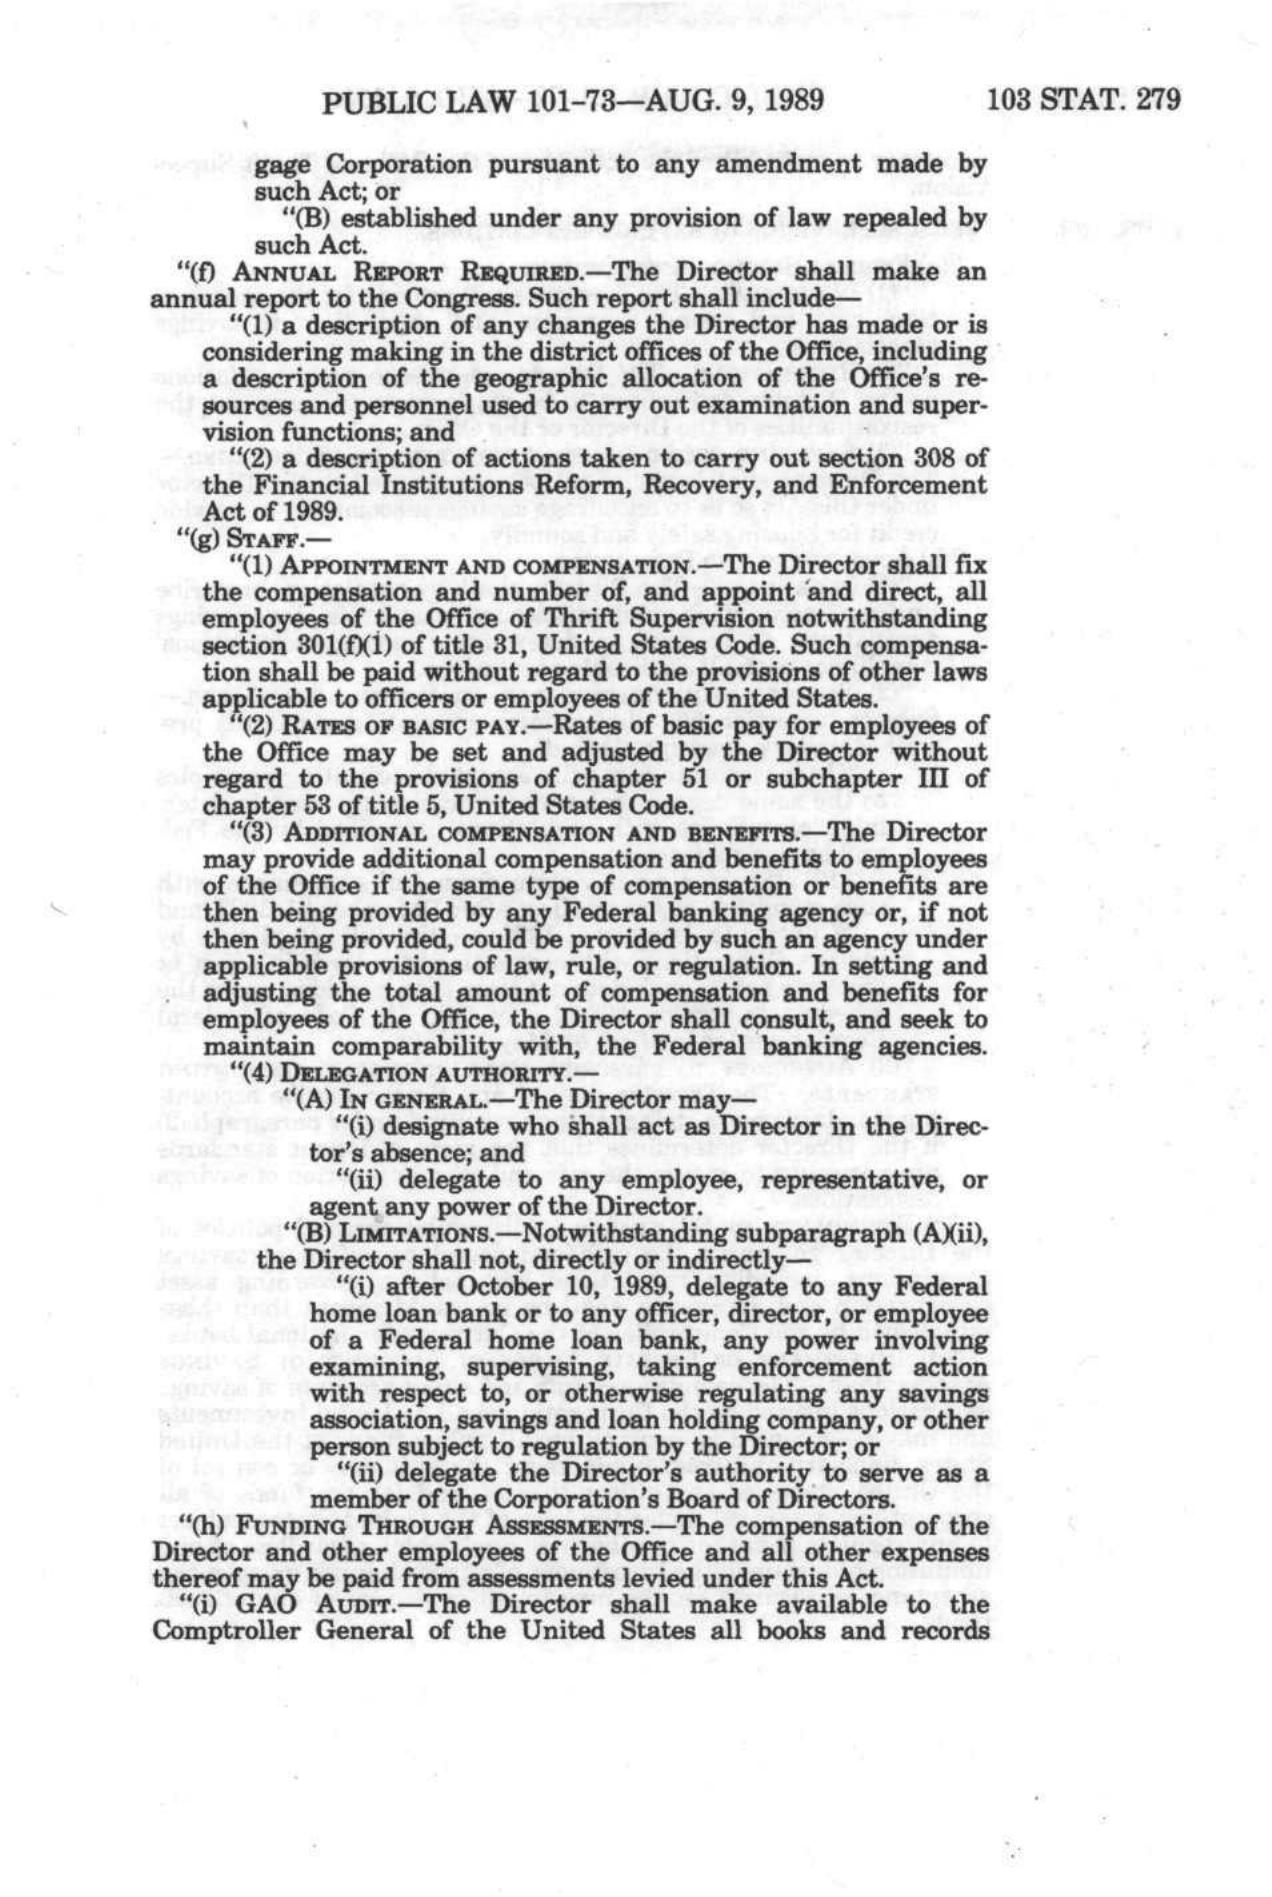 PUBLIC LAW 101-73—AUG. 9, 1989 103 STAT. 279
gage Corporation pursuant to any amendment made by
such Act; or
"(B) established under any provision of law repealed by
such Act.
"(f) ANNUAL REPORT REQUIRED.—The Director shall make an
annual report to the Congress. Such report shall include—
"(1) a description of any changes the Director has made or is
considering making in the district offices of the Office, including
a description of the geographic allocation of the Office's re-
sources and personnel used to carry out examination and super-
vision functions; and
"(2) a description of actions taken to carry out section 308 of
the Financial Institutions Reform, Recovery, and Enforcement
Act of 1989.
"(g) STAFF.—
"(1) APPOINTMENT AND COMPENSATION.—The Director shall fix
the compensation and number of, and appoint and direct, all
employees of the Office of Thrift Supervision notwithstanding
section 301(f)(1) of title 31, United States Code. Such compensa-
tion shall be paid without regard to the provisions of other laws
applicable to officers or employees of the United States.
"(2) RATES OF BASIC PAY.—Rates of basic pay for employees of
the Office may be set and adjusted by the Director without
regard to the provisions of chapter 51 or subchapter III of
chapter 53 of title 5, United States Code.
"(3) ADDITIONAL COMPENSATION AND BENEFITS.—The Director
may provide additional compensation and benefits to employees
of the Office if the same type of compensation or benefits are
then being provided by any Federal banking agency or, if not
then being provided, could be provided by such an agency under
applicable provisions of law, rule, or regulation. In setting and
adjusting the total amount of compensation and benefits for
employees of the Office, the Director shall consult, and seek to
maintain comparability with, the Federal banking agencies.
"(4) DELEGATION AUTHORITY.—
"(A) IN GENERAL.—The Director may—
"(i) designate who shall act as Director in the Direc-
tor's absence; and
"(ii) delegate to any employee, representative, or
agent any power of the Director.
"(B) LIMITATIONS.—Notwithstanding subparagraph (A)(ii),
the Director shall not, directly or indirectly—
"(i) after October 10, 1989, delegate to any Federal
home loan bank or to any officer, director, or employee
of a Federal home loan bank, any power involving
examining, supervising, taking enforcement action
with respect to, or otherwise regulating any savings
association, savings and loan holding company, or other
person subject to regulation by the Director; or
"(ii) delegate the Director's authority to serve as a
member of the Corporation's Board of Directors.
"(h) FUNDING THROUGH ASSESSMENTS.—The compensation of the
Director and other employees of the Office and all other expenses
thereof may be paid from assessments levied under this Act.
"(i) GAO AUDIT.—The Director shall make available to the
Comptroller General of the United States all books and records